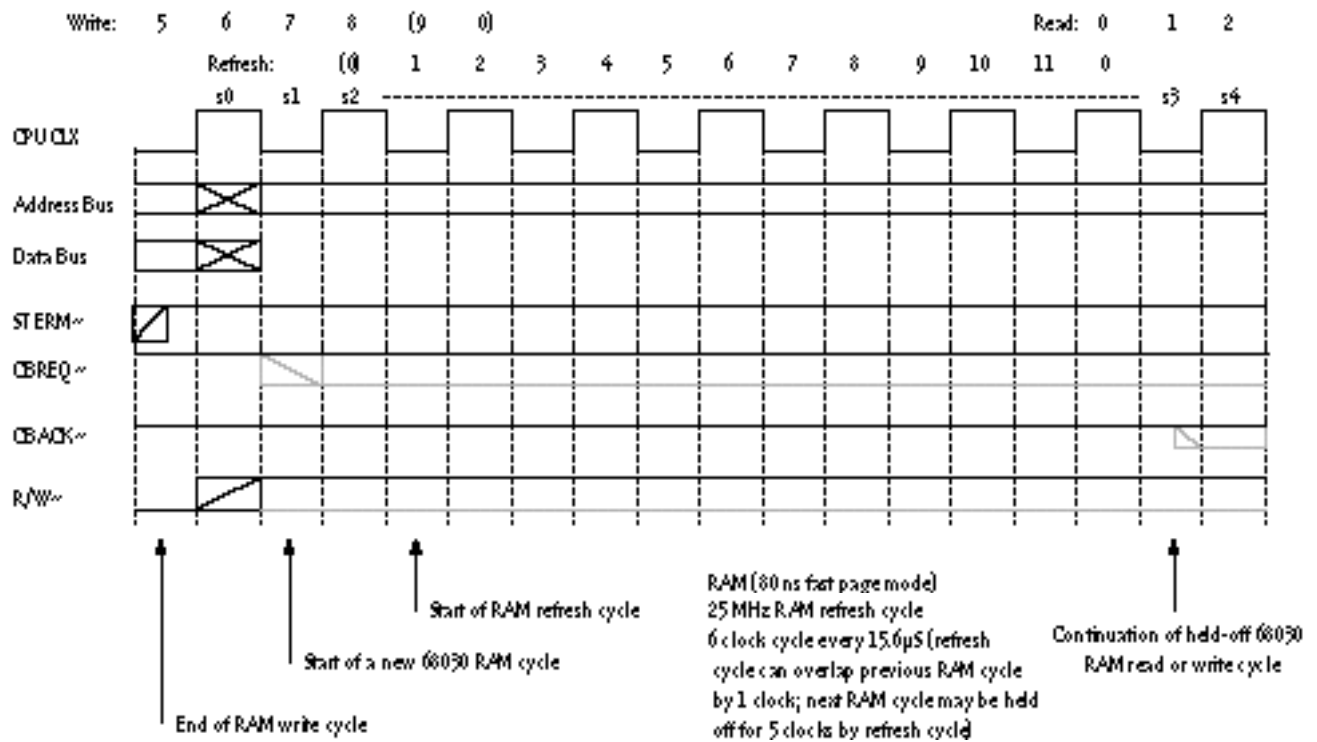 Write: 5 6 7 8 (9 0) Read: 0 1 2
Refresh: (0) 1 2 3 4 5 6 7 8 9 10 11 0
s0 s1 s2 s3 s4
CPU CLK
Address Bus
Data Bus
STERM~
CBREQ~
CBACK~
R/W~
Start of RAM refresh cycle
Start of a new 68030 RAM cycle
End of RAM write cycle
RAM (80 ns fast page mode)
25 MHz RAM refresh cycle
6 clock cycle every 15.6µS (refresh
cycle can overlap previous RAM cycle
by 1 clock; next RAM cycle may be held
off for 5 clocks by refresh cycle)
Continuation of held-off 68030
RAM read or write cycle